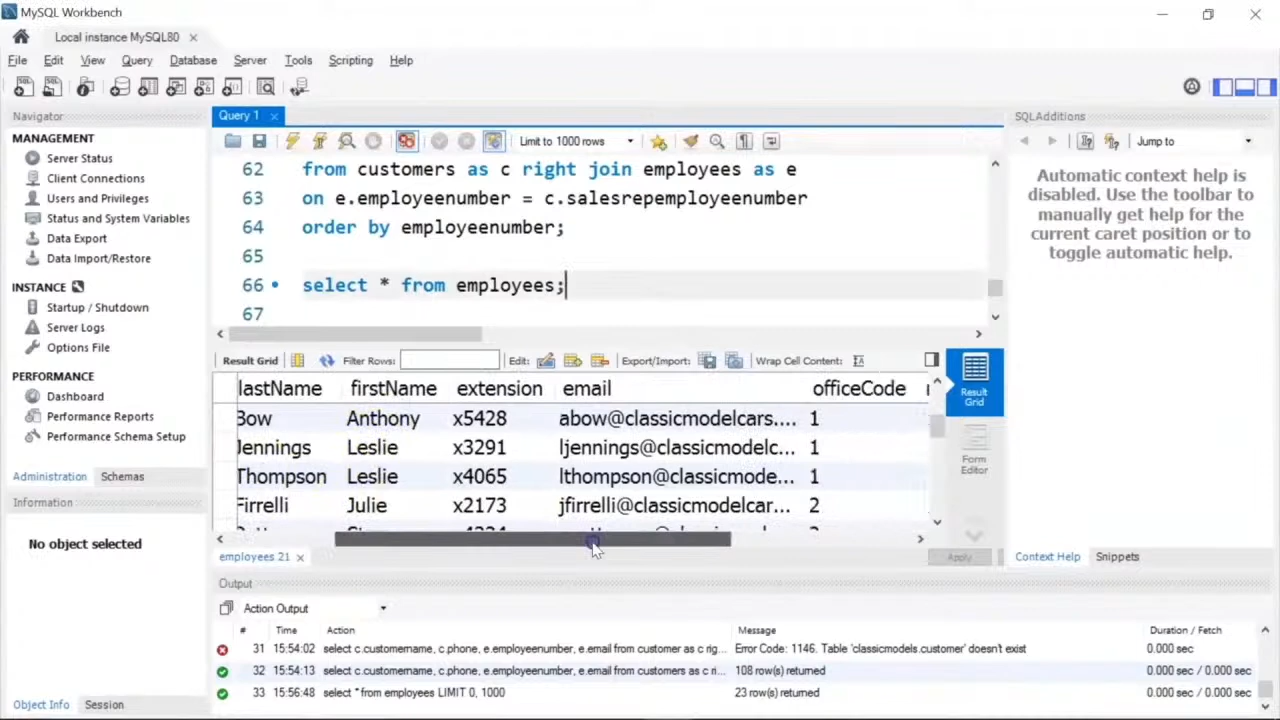 MySQL Workbench
Local instance MySQL80
File Edit View Query Database Server Tools Scripting Help
Navigator
MANAGEMENT
Server Status
Client Connections
Users and Privileges
Status and System Variables
Data Export
Data Import/Restore
INSTANCE
Startup / Shutdown
Server Logs
Options File
PERFORMANCE
Dashboard
Performance Reports
Performance Schema Setup
Administration Schemas
Information
No object selected
Object Info Session
Query 1
Limit to 1000 rows
62 from customers as c right join employees as e
63 on e.employeenumber = c.salesrepemployeenumber
64 order by employeenumber;
65
66 select * from employees;
67
Result Grid Filter Rows: Edit: Export/Import: Wrap Cell Content:
lastName firstName extension email officeCode
Bow Anthony x5428 abow@classicmodelcars.... 1
Jennings Leslie x3291 ljennings@classicmodelc... 1
Thompson Leslie x4065 lthompson@classicmode... 1
Firrelli Julie x2173 jfirrelli@classicmodelcar... 2
Result Grid
Form Editor
employees 21
Apply
SQLAdditions
Jump to
Automatic context help is
disabled. Use the toolbar to
manually get help for the
current caret position or to
toggle automatic help.
Context Help Snippets
Output
Action Output
# Time Action Message Duration / Fetch
31 15:54:02 select c.customername, c.phone, e.employeenumber, e.email from customer as c rig... Error Code: 1146. Table 'classicmodels.customer' doesn't exist 0.000 sec
32 15:54:13 select c.customername, c.phone, e.employeenumber, e.email from customers as c ri... 108 row(s) returned 0.000 sec / 0.000 sec
33 15:56:48 select * from employees LIMIT 0, 1000 23 row(s) returned 0.000 sec / 0.000 sec